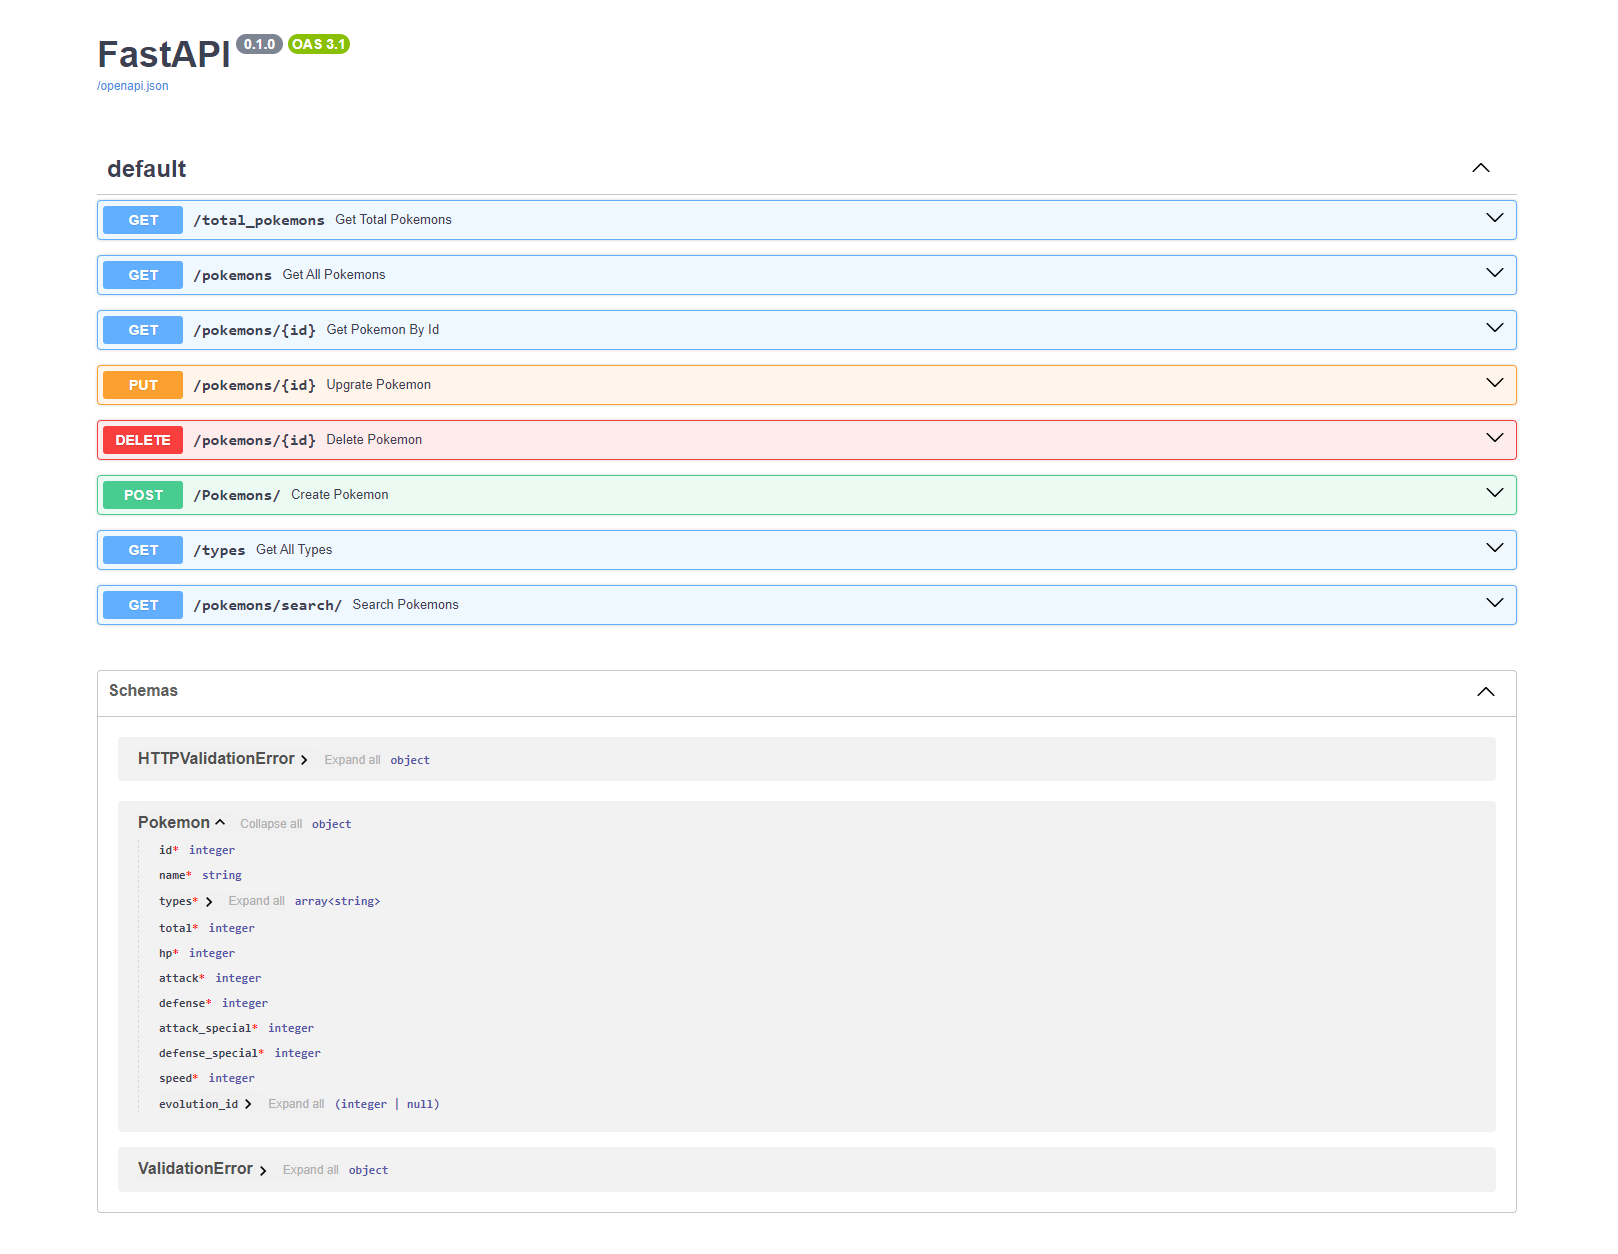 FastAPI 0.1.0 OAS 3.1
/openapi.json
default
GET /total_pokemons Get Total Pokemons
GET /pokemons Get All Pokemons
GET /pokemons/{id} Get Pokemon By Id
PUT /pokemons/{id} Upgrate Pokemon
DELETE /pokemons/{id} Delete Pokemon
POST /Pokemons/ Create Pokemon
GET /types Get All Types
GET /pokemons/search/ Search Pokemons
Schemas
HTTPValidationError Expand all object
Pokemon Collapse all object
id* integer
name* string
types* Expand all array<string>
total* integer
hp* integer
attack* integer
defense* integer
attack_special* integer
defense_special* integer
speed* integer
evolution_id Expand all (integer | null)
ValidationError Expand all object